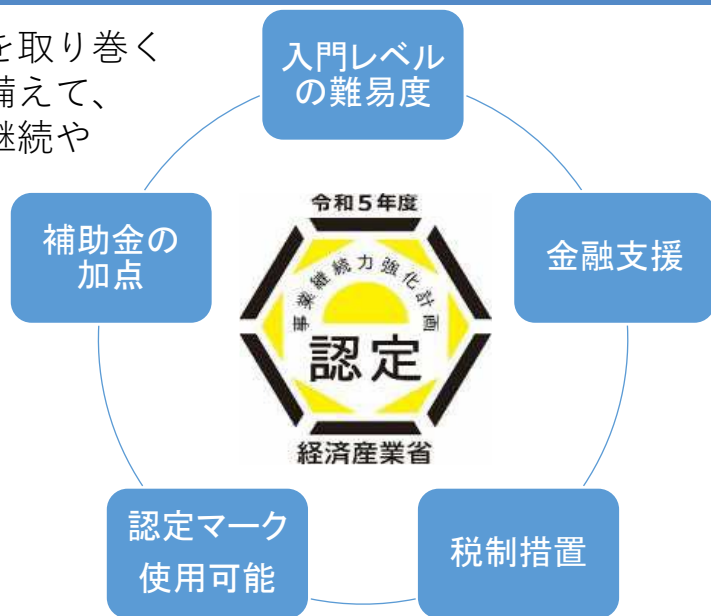 を取り巻く
備えて、
継続や
入門レベル
の難易度
補助金の
加点
金融支援
令和5年度
事業継続力強化計画
認定
経済産業省
認定マーク
使用可能
税制措置